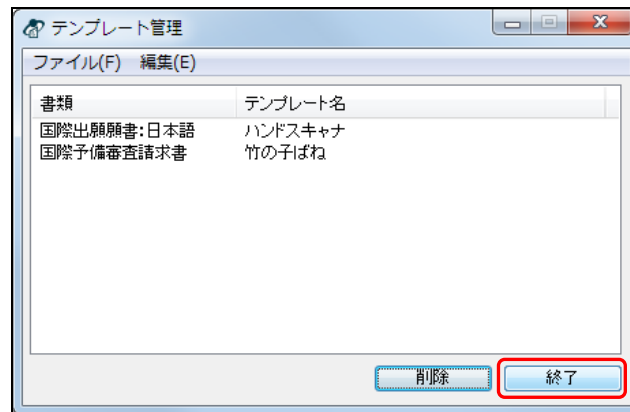 テンプレート管理
ファイル(F) 編集(E)
書類 テンプレート名
国際出願願書:日本語 ハンドスキャナ
国際予備審査請求書 竹の子ばね
削除 終了